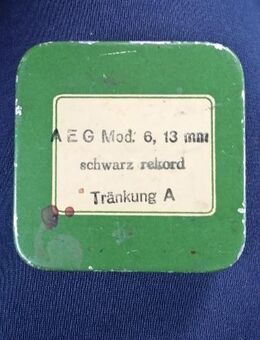 A E G Mod. 6, 13 mm
schwarz rekord
Tränkung A